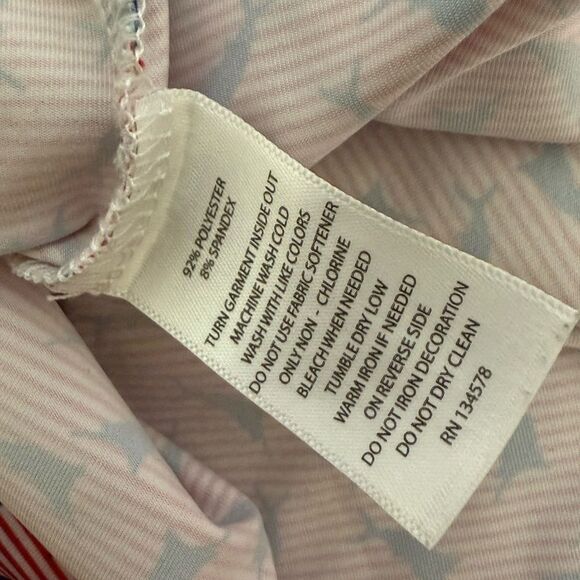 92% POLYESTER
8% SPANDEX
TURN GARMENT INSIDE OUT
MACHINE WASH COLD
WASH WITH LIKE COLORS
DO NOT USE FABRIC SOFTENER
ONLY NON - CHLORINE
BLEACH WHEN NEEDED
TUMBLE DRY LOW
WARM IRON IF NEEDED
ON REVERSE SIDE
DO NOT IRON DECORATION
DO NOT DRY CLEAN
RN 134578